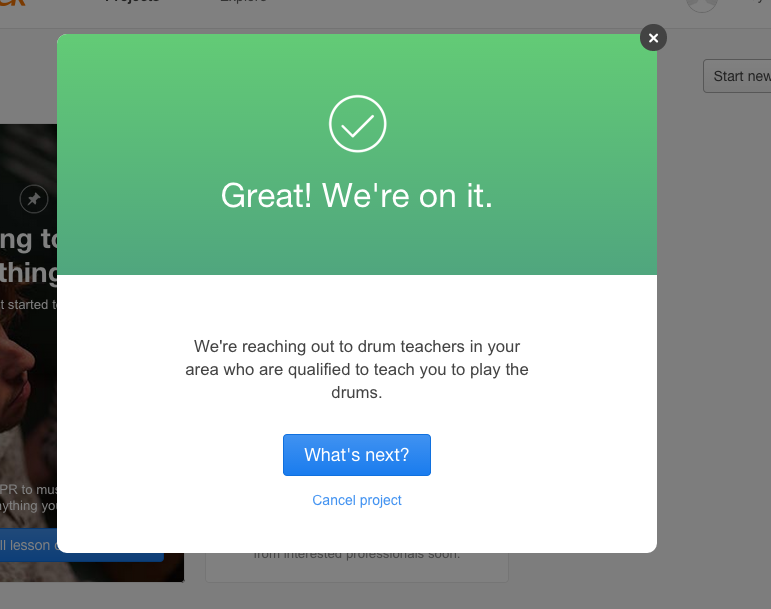 Projects
Explore
Start new
Great! We're on it.
ng to
thing
t started t
We're reaching out to drum teachers in your
area who are qualified to teach you to play the
drums.
What's next?
Cancel project
PR to mus
ything you
ll lesson
from interested professionals soon.